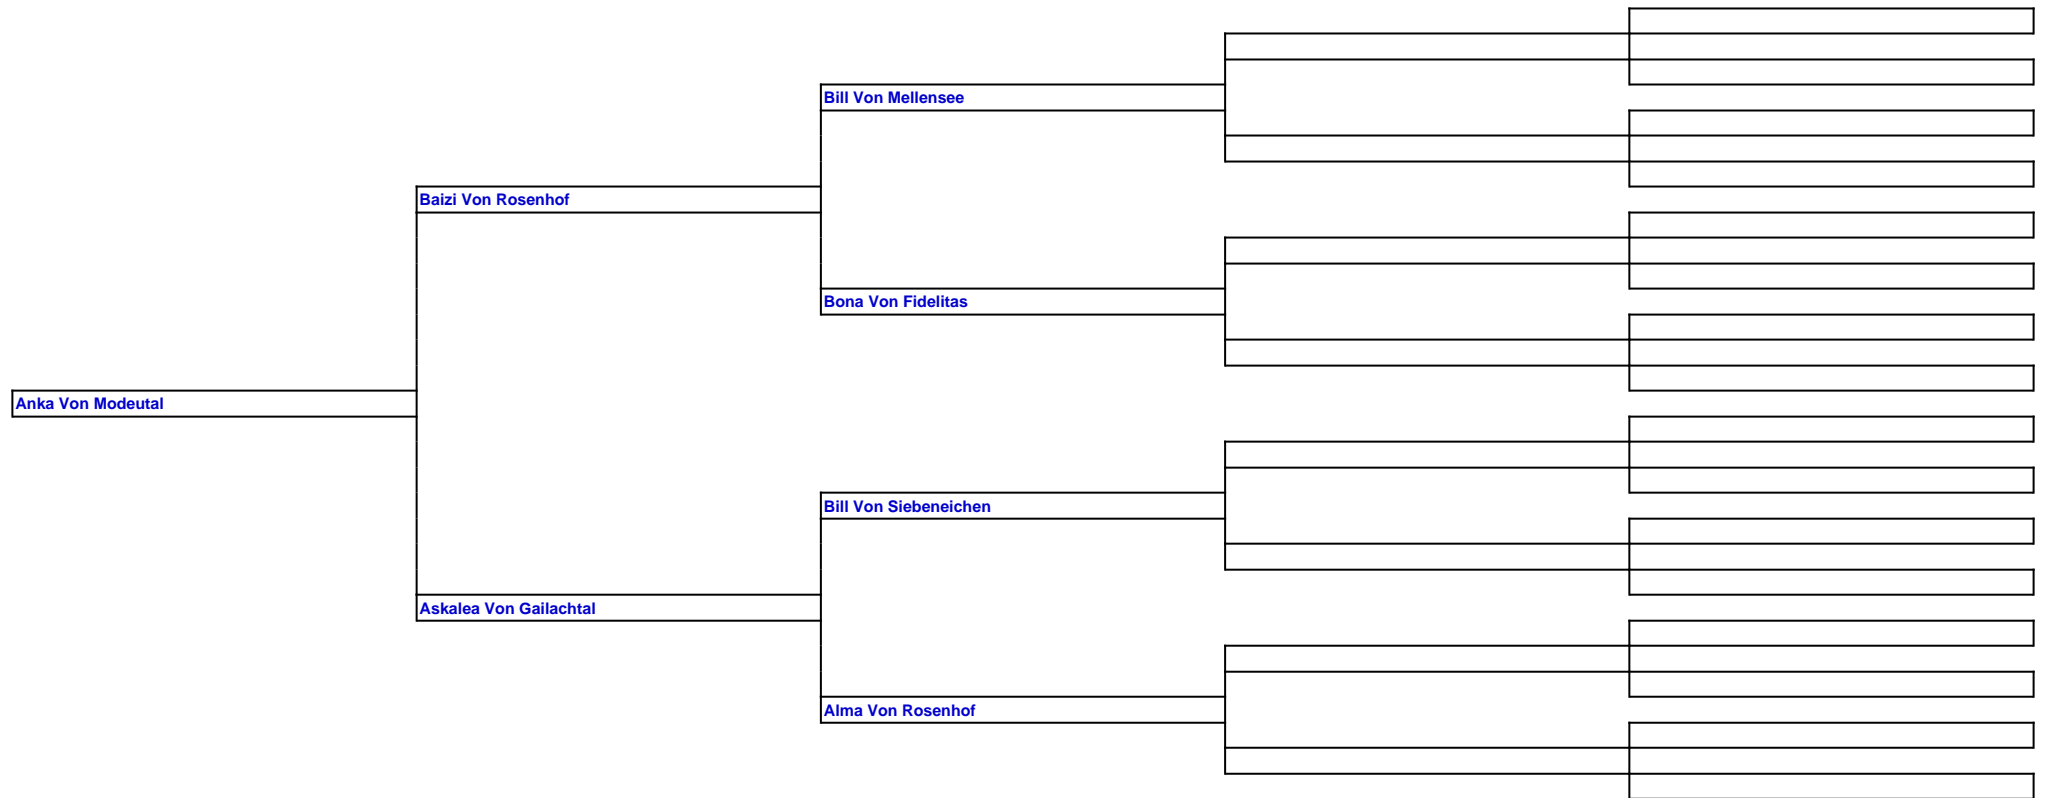 Bill Von Mellensee
Baizi Von Rosenhof
Bona Von Fidelitas
Anka Von Modeutal
Bill Von Siebeneichen
Askalea Von Gailachtal
Alma Von Rosenhof